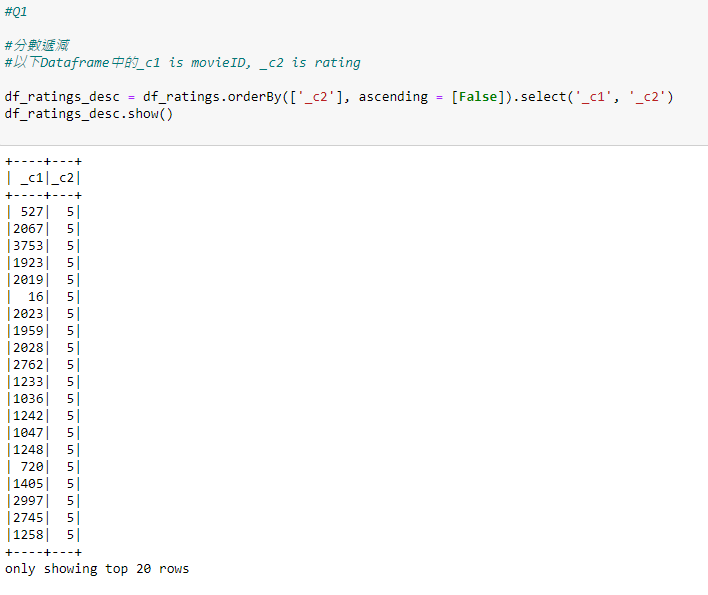 #Q1
#分數遞減
#以下Dataframe中的_c1 is movieID, _c2 is rating
df_ratings_desc = df_ratings.orderBy(['_c2'], ascending = [False]).select('_c1', '_c2')
df_ratings_desc.show()
+----+---+
| _c1|_c2|
+----+---+
| 527|  5|
|2067|  5|
|3753|  5|
|1923|  5|
|2019|  5|
|  16|  5|
|2023|  5|
|1959|  5|
|2028|  5|
|2762|  5|
|1233|  5|
|1036|  5|
|1242|  5|
|1047|  5|
|1248|  5|
| 720|  5|
|1405|  5|
|2997|  5|
|2745|  5|
|1258|  5|
+----+---+
only showing top 20 rows